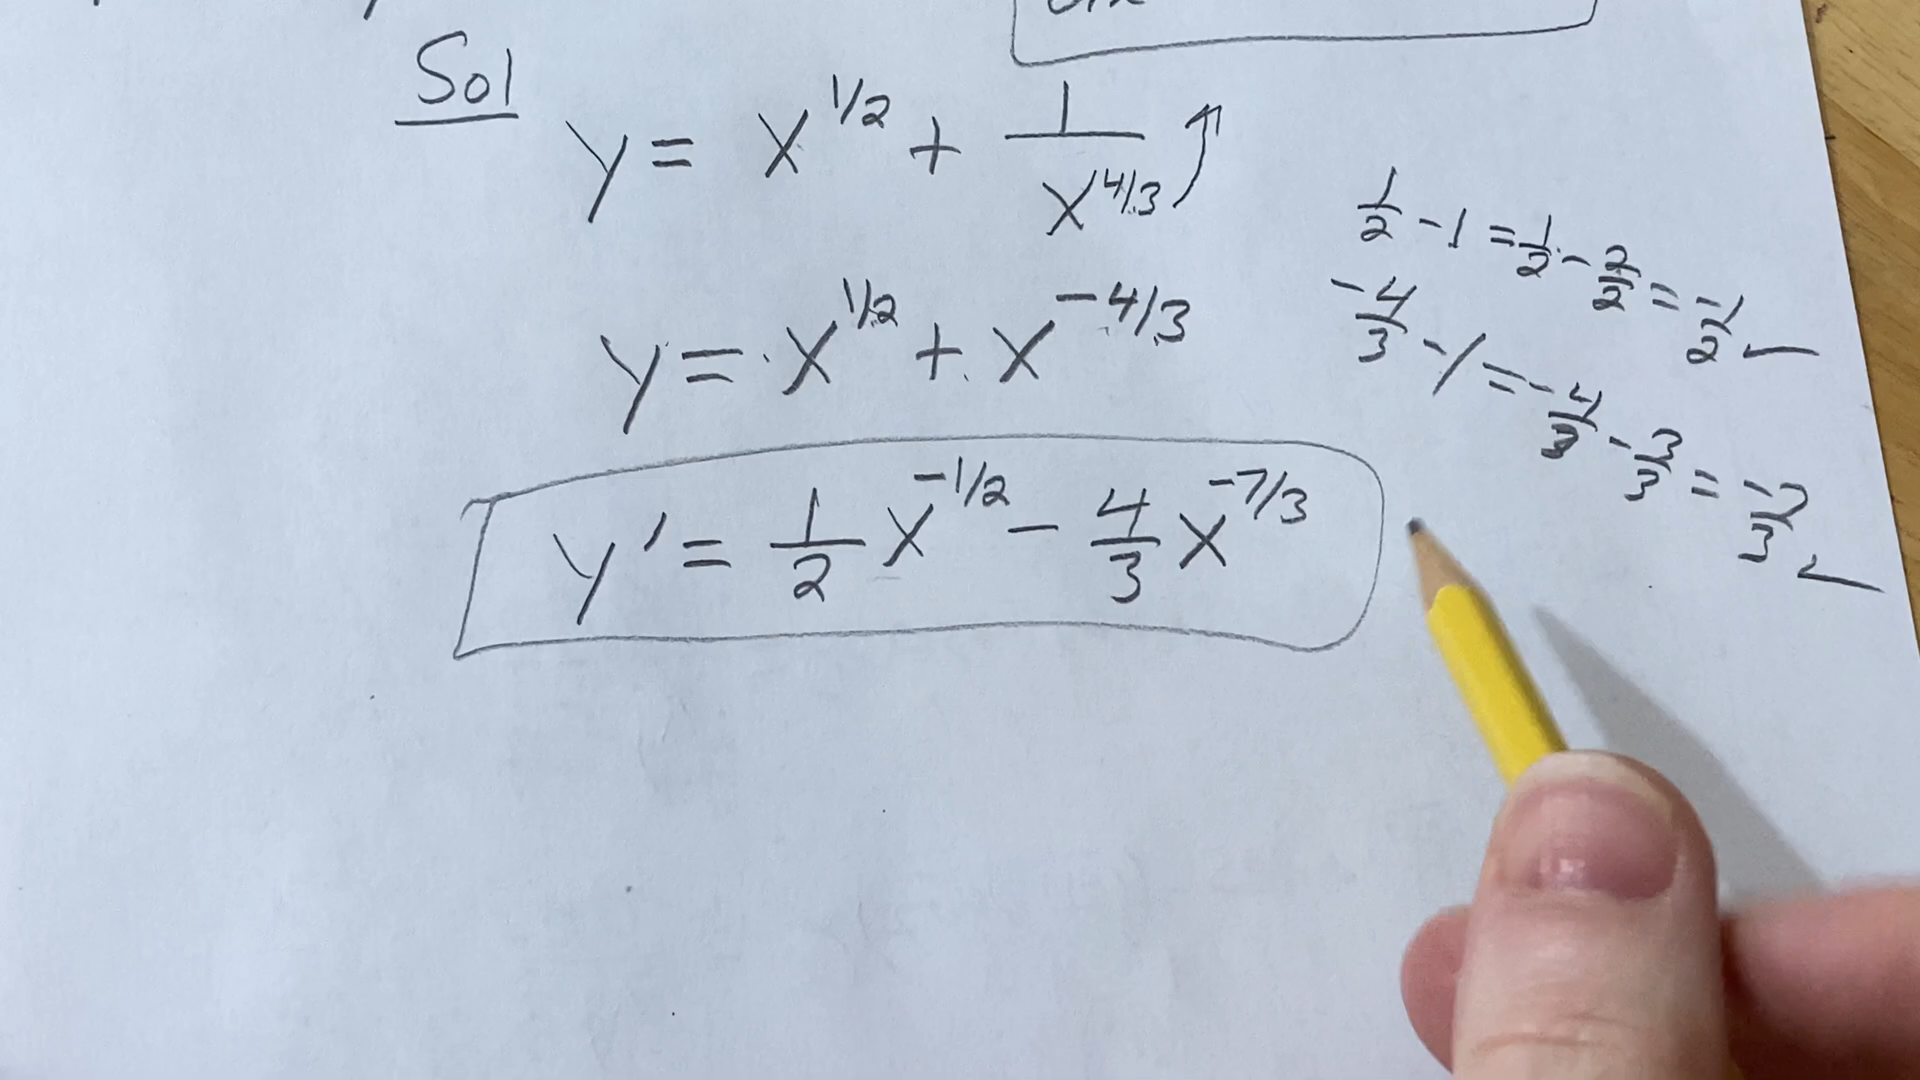 Sol
y = x^1/2 + 1/x^4/3
y = x^1/2 + x^-4/3
y' = 1/2 x^-1/2 - 4/3 x^-7/3
1/2 - 1 = 1/2 - 2/2 = -1/2 ✓
-4/3 - 1 = -4/3 - 3/3 = -7/3 ✓